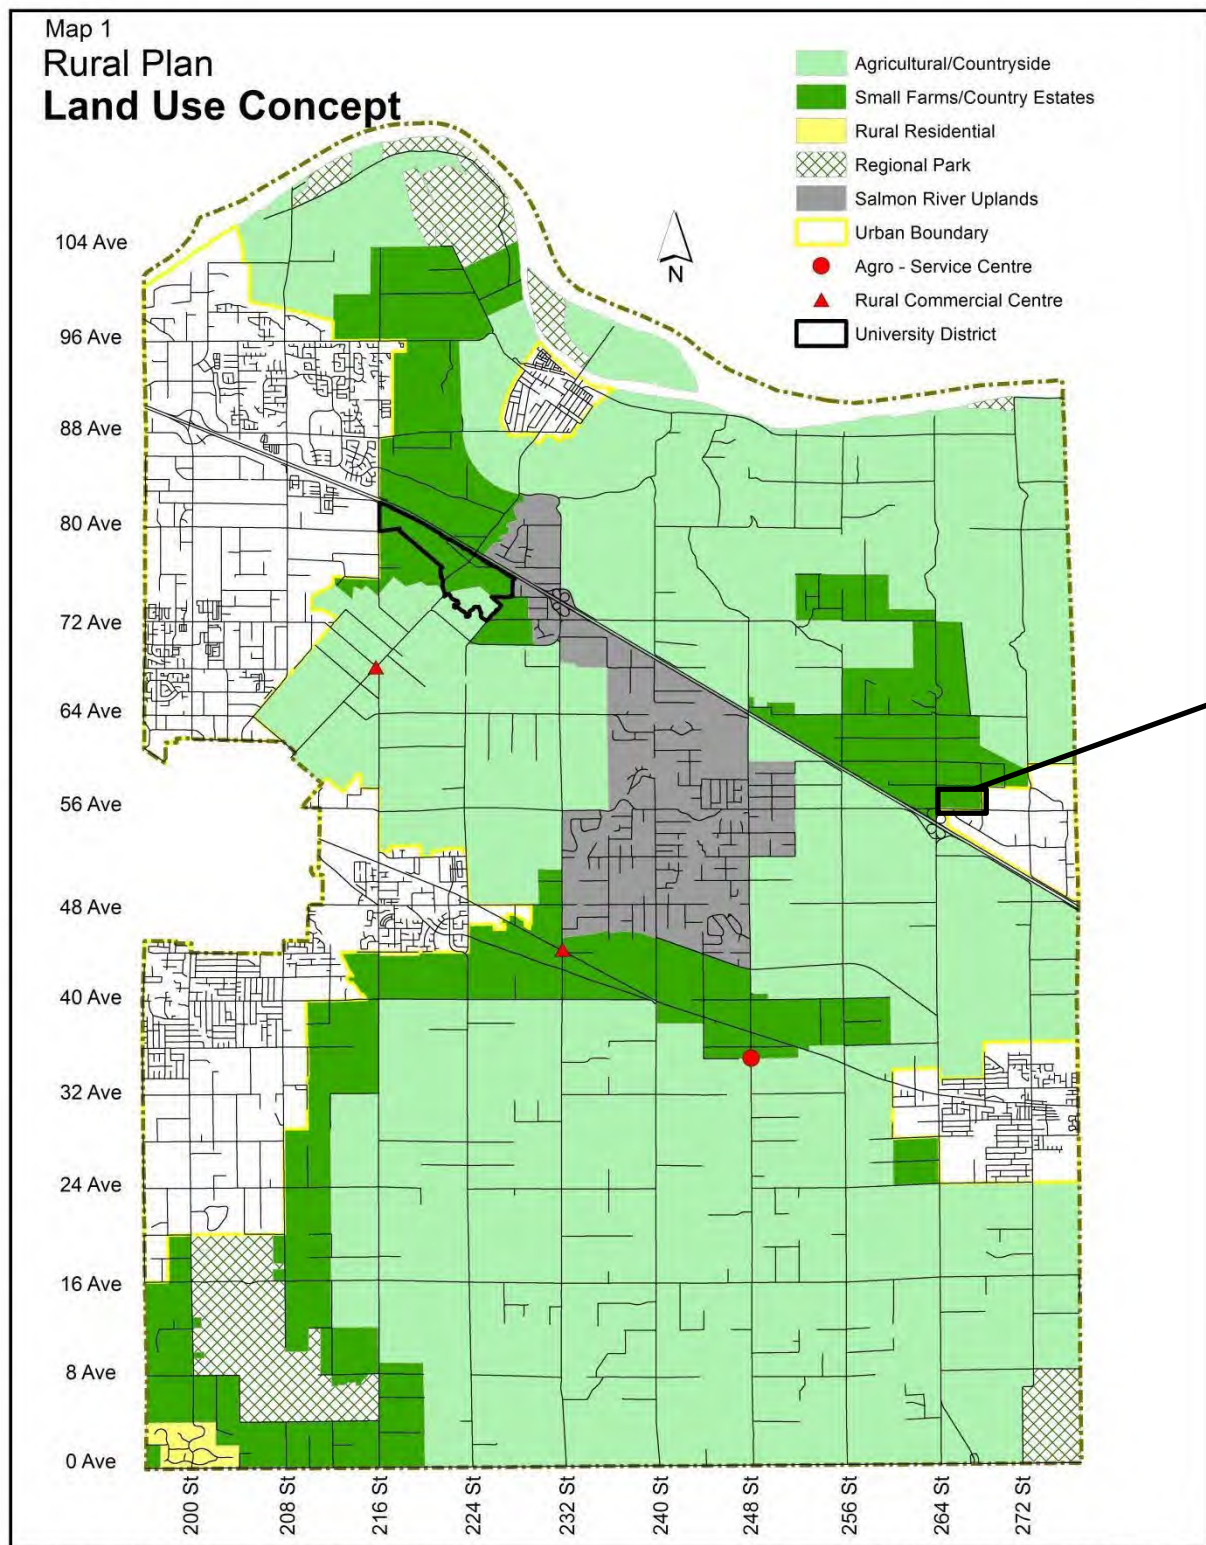 Map 1
Rural Plan
Land Use Concept
Agricultural/Countryside
Small Farms/Country Estates
Rural Residential
Regional Park
Salmon River Uplands
Urban Boundary
Agro - Service Centre
Rural Commercial Centre
University District
N
104 Ave
96 Ave
88 Ave
80 Ave
72 Ave
64 Ave
56 Ave
48 Ave
40 Ave
32 Ave
24 Ave
16 Ave
8 Ave
0 Ave
200 St
208 St
216 St
224 St
232 St
240 St
248 St
256 St
264 St
272 St